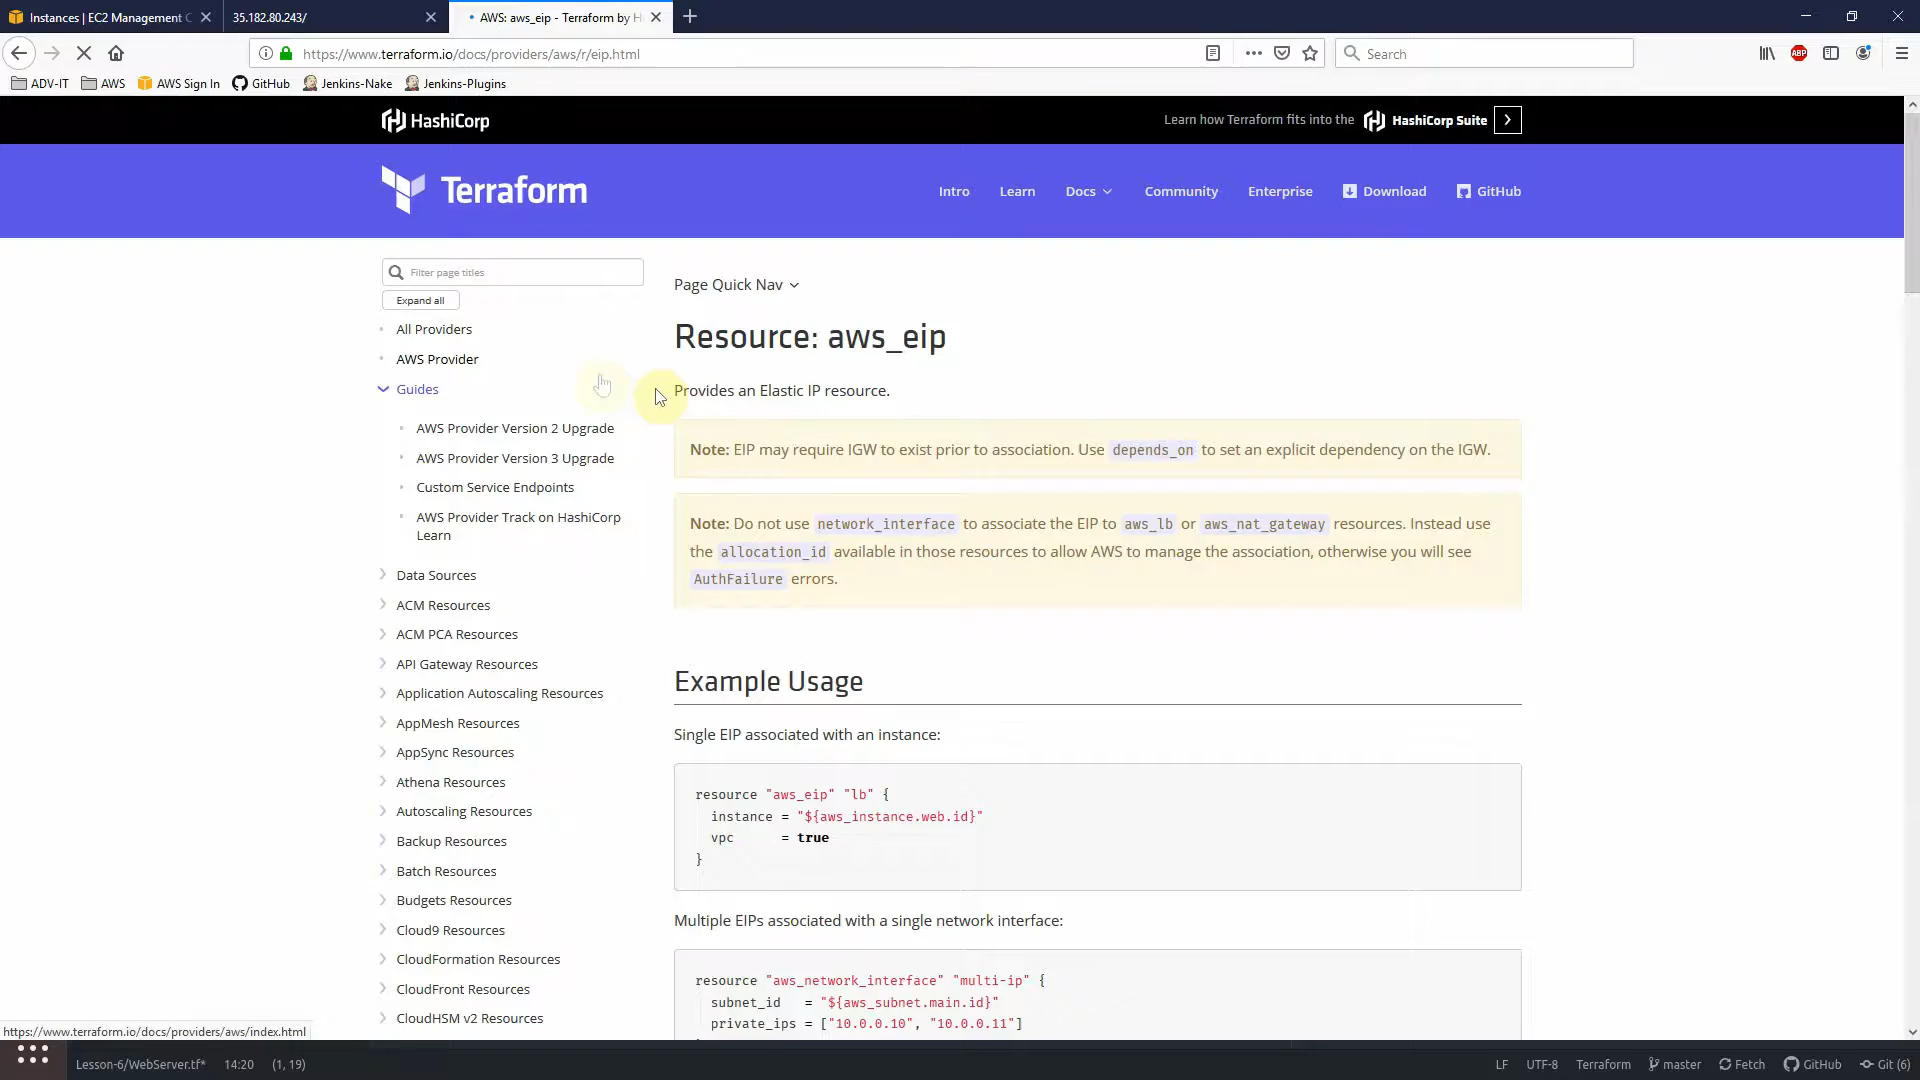 Instances | EC2 Management C
35.182.80.243/
AWS: aws_eip - Terraform by H
https://www.terraform.io/docs/providers/aws/r/eip.html
Search
ABP
ADV-IT
AWS
AWS Sign In
GitHub
Jenkins-Nake
Jenkins-Plugins
HashiCorp
Learn how Terraform fits into the
HashiCorp Suite
Terraform
Intro
Learn
Docs
Community
Enterprise
Download
GitHub
Filter page titles
Expand all
All Providers
AWS Provider
Guides
AWS Provider Version 2 Upgrade
AWS Provider Version 3 Upgrade
Custom Service Endpoints
AWS Provider Track on HashiCorp
Learn
Data Sources
ACM Resources
ACM PCA Resources
API Gateway Resources
Application Autoscaling Resources
AppMesh Resources
AppSync Resources
Athena Resources
Autoscaling Resources
Backup Resources
Batch Resources
Budgets Resources
Cloud9 Resources
CloudFormation Resources
CloudFront Resources
CloudHSM v2 Resources
Page Quick Nav
Resource: aws_eip
Provides an Elastic IP resource.
Note: EIP may require IGW to exist prior to association. Use depends_on to set an explicit dependency on the IGW.
Note: Do not use network_interface to associate the EIP to aws_lb or aws_nat_gateway resources. Instead use
the allocation_id available in those resources to allow AWS to manage the association, otherwise you will see
AuthFailure errors.
Example Usage
Single EIP associated with an instance:
resource "aws_eip" "lb" {
instance = "${aws_instance.web.id}"
vpc = true
}
Multiple EIPs associated with a single network interface:
resource "aws_network_interface" "multi-ip" {
subnet_id = "${aws_subnet.main.id}"
private_ips = ["10.0.0.10", "10.0.0.11"]
https://www.terraform.io/docs/providers/aws/index.html
Lesson-6/WebServer.tf*
14:20
(1, 19)
LF
UTF-8
Terraform
master
Fetch
GitHub
Git (6)